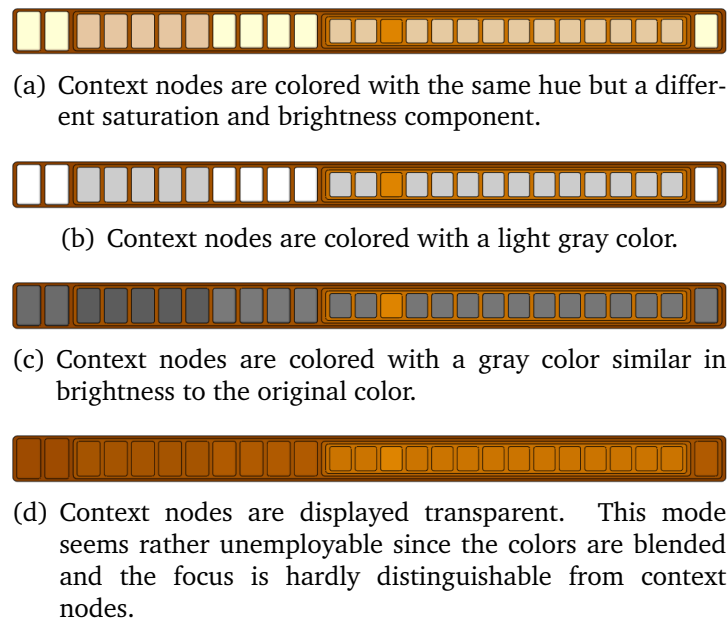 (a) Context nodes are colored with the same hue but a differ-
ent saturation and brightness component.
(b) Context nodes are colored with a light gray color.
(c) Context nodes are colored with a gray color similar in
brightness to the original color.
(d) Context nodes are displayed transparent. This mode
seems rather unemployable since the colors are blended
and the focus is hardly distinguishable from context
nodes.